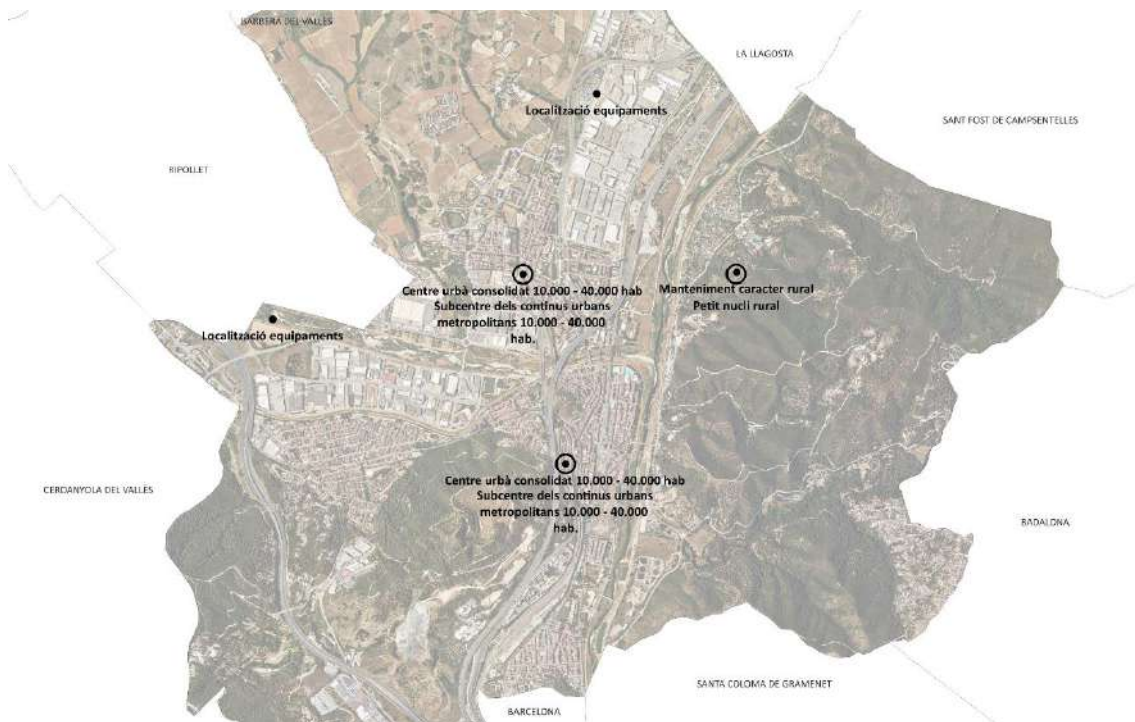 BARBERÀ DEL VALLÈS
LA LLAGOSTA
Localització equipaments
SANT FOST DE CAMPSENTELLES
RIPOLLET
Centre urbà consolidat 10.000 - 40.000 hab
Subcentre dels continus urbans
metropolitans 10.000 - 40.000
hab.
Manteniment caracter rural
Petit nucli rural
Localització equipaments
Centre urbà consolidat 10.000 - 40.000 hab
Subcentre dels continus urbans
metropolitans 10.000 - 40.000
hab.
CERDANYOLA DEL VALLÈS
BADALONA
SANTA COLOMA DE GRAMENET
BARCELONA